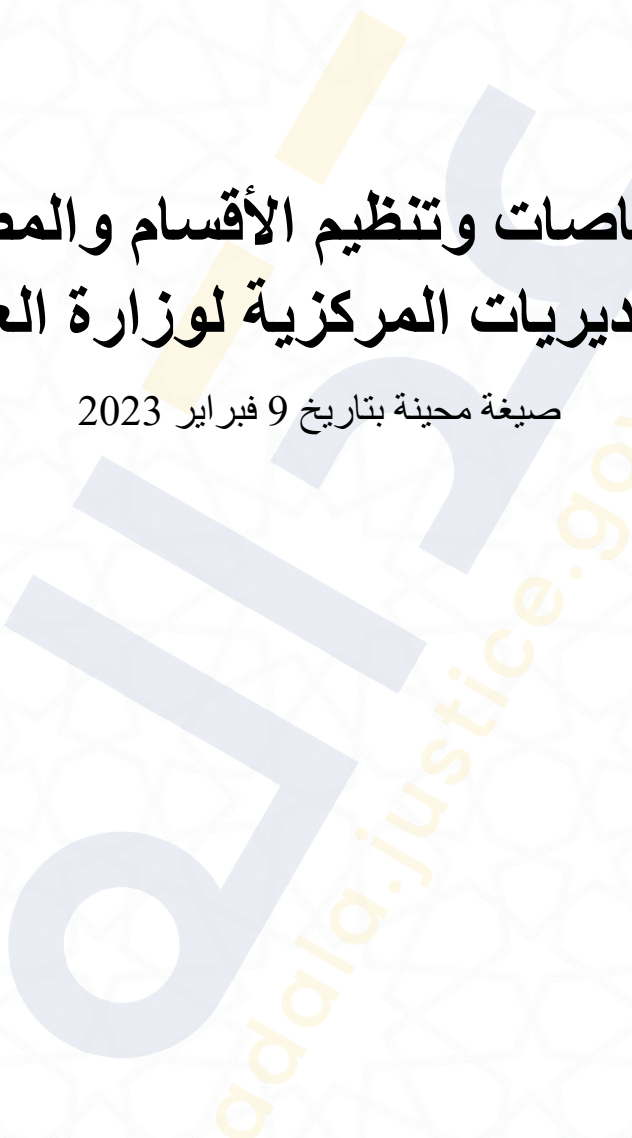 اصات وتنظيم الأقسام والمص
ديريات المركزية لوزارة الع
صيغة محينة بتاريخ 9 فبراير 2023
adala.justice.go